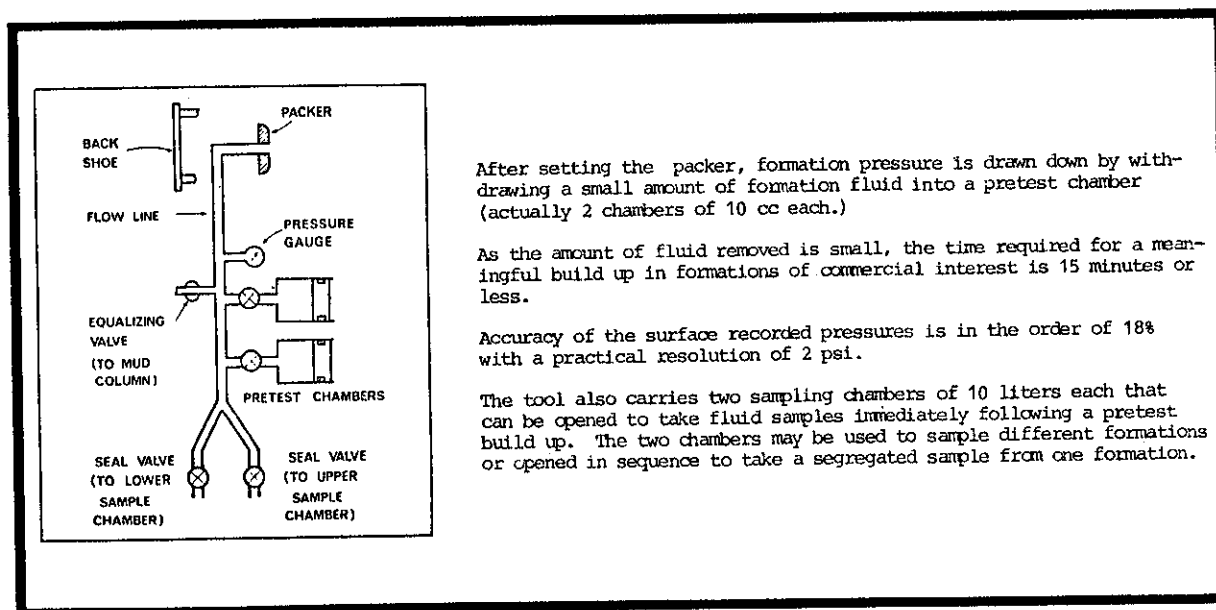 PACKER
BACK
SHOE
FLOW LINE
PRESSURE
GAUGE
EQUALIZING
VALVE
(TO MUD
COLUMN)
PRETEST CHAMBERS
SEAL VALVE
(TO LOWER
SAMPLE
CHAMBER)
SEAL VALVE
(TO UPPER
SAMPLE
CHAMBER)
After setting the packer, formation pressure is drawn down by with-
drawing a small amount of formation fluid into a pretest chamber
(actually 2 chambers of 10 cc each.)
As the amount of fluid removed is small, the time required for a mean-
ingful build up in formations of commercial interest is 15 minutes or
less.
Accuracy of the surface recorded pressures is in the order of 18%
with a practical resolution of 2 psi.
The tool also carries two sampling chambers of 10 liters each that
can be opened to take fluid samples immediately following a pretest
build up. The two chambers may be used to sample different formations
or opened in sequence to take a segregated sample from one formation.